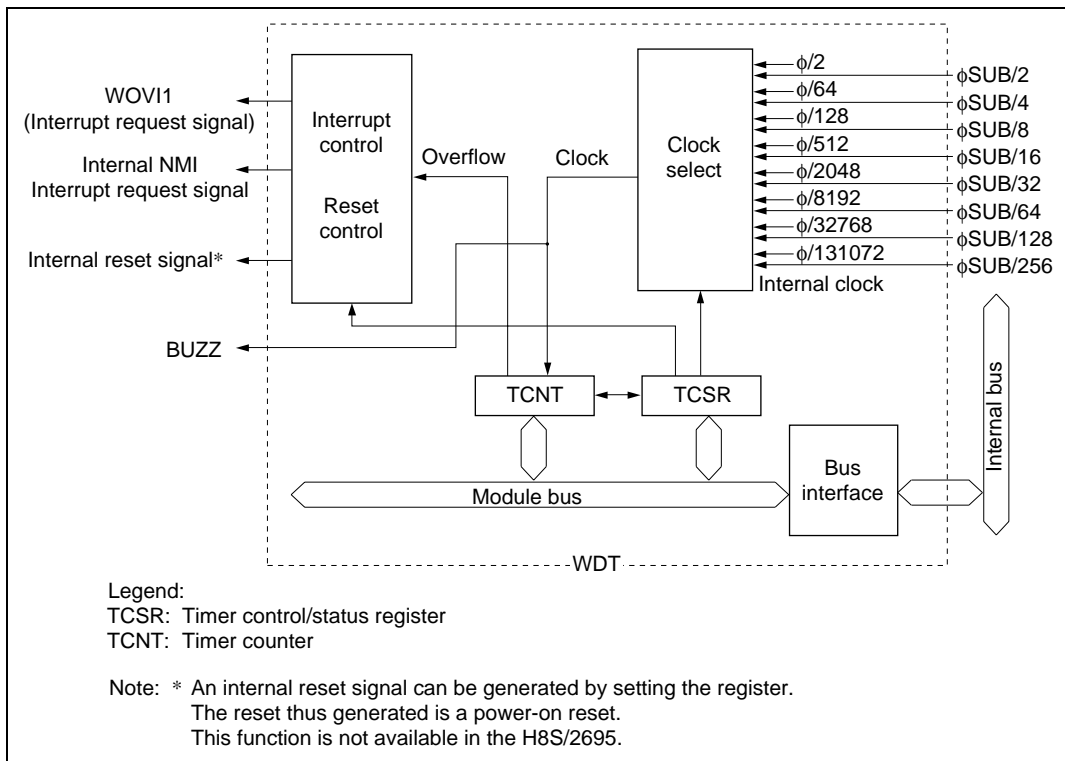 WOVI1
(Interrupt request signal)
Internal NMI
Interrupt request signal
Internal reset signal*
BUZZ
Interrupt
control
Reset
control
Overflow
Clock
Clock
select
ϕ/2
ϕ/64
ϕ/128
ϕ/512
ϕ/2048
ϕ/8192
ϕ/32768
ϕ/131072
Internal clock
ϕSUB/2
ϕSUB/4
ϕSUB/8
ϕSUB/16
ϕSUB/32
ϕSUB/64
ϕSUB/128
ϕSUB/256
TCNT
TCSR
Module bus
Bus
interface
Internal bus
WDT
Legend:
TCSR: Timer control/status register
TCNT: Timer counter
Note: * An internal reset signal can be generated by setting the register.
The reset thus generated is a power-on reset.
This function is not available in the H8S/2695.